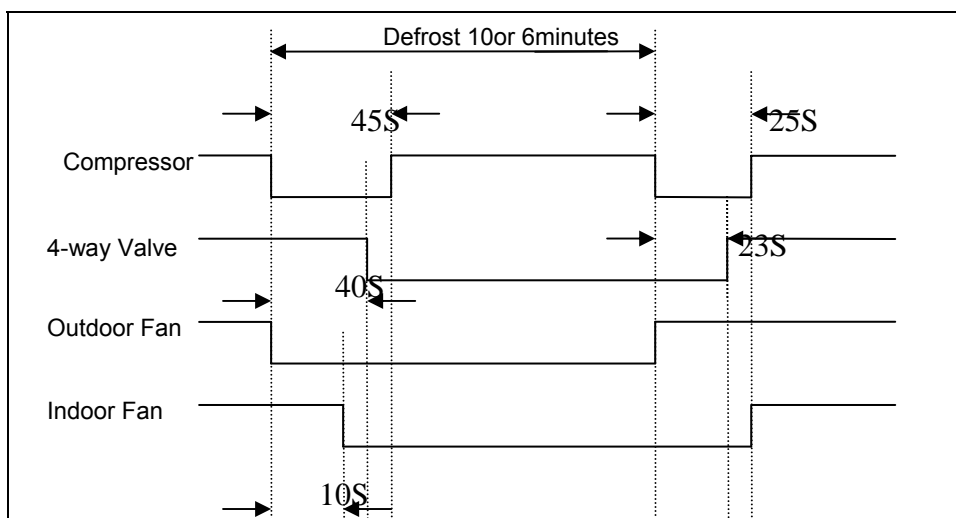 Defrost 10or 6minutes
45S
25S
Compressor
4-way Valve
23S
40S
Outdoor Fan
Indoor Fan
10S